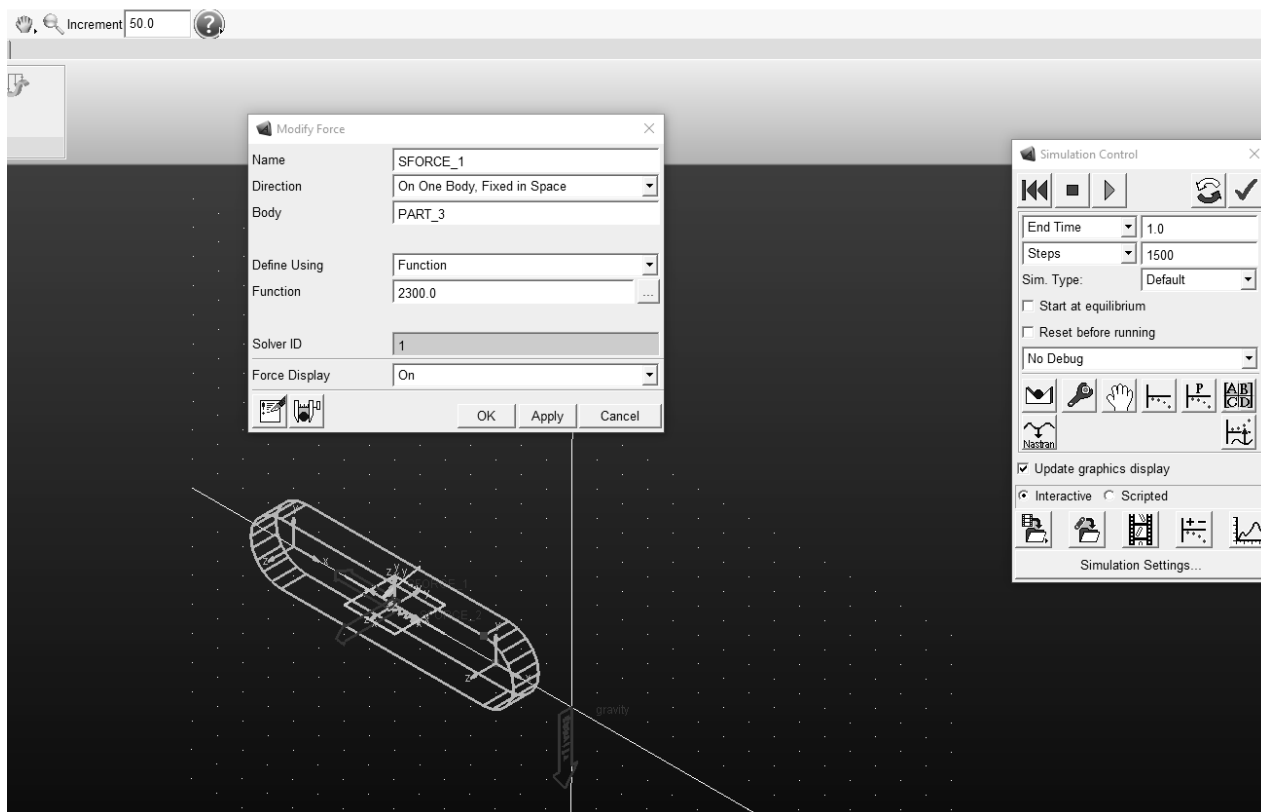 Increment 50.0 ?
Modify Force
Name SFORCE_1
Direction On One Body, Fixed in Space
Body PART_3
Define Using Function
Function 2300.0 ...
Solver ID 1
Force Display On
OK Apply Cancel
Simulation Control
End Time 1.0
Steps 1500
Sim. Type: Default
Start at equilibrium
Reset before running
No Debug
P A B C D
Nastran
Update graphics display
Interactive Scripted
Simulation Settings...
y
z x
z y y
z x
y
z x
gravity